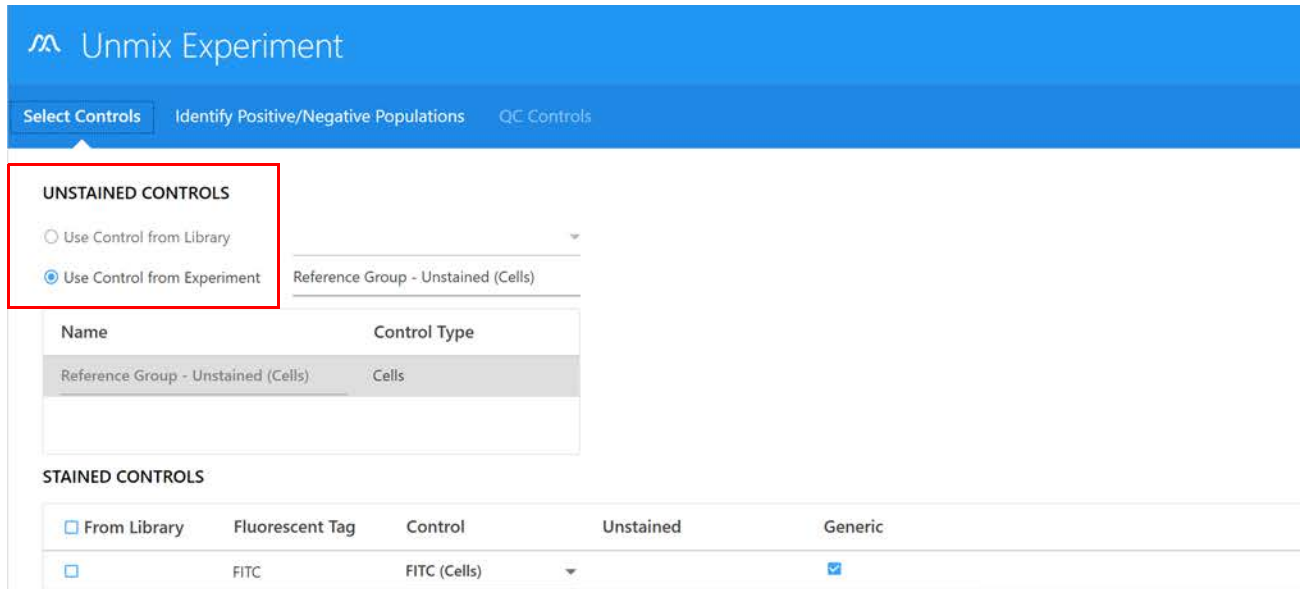 Unmix Experiment
Select Controls Identify Positive/Negative Populations QC Controls
UNSTAINED CONTROLS
Use Control from Library
Use Control from Experiment Reference Group - Unstained (Cells)
Name Control Type
Reference Group - Unstained (Cells) Cells
STAINED CONTROLS
From Library Fluorescent Tag Control Unstained Generic
FITC FITC (Cells)